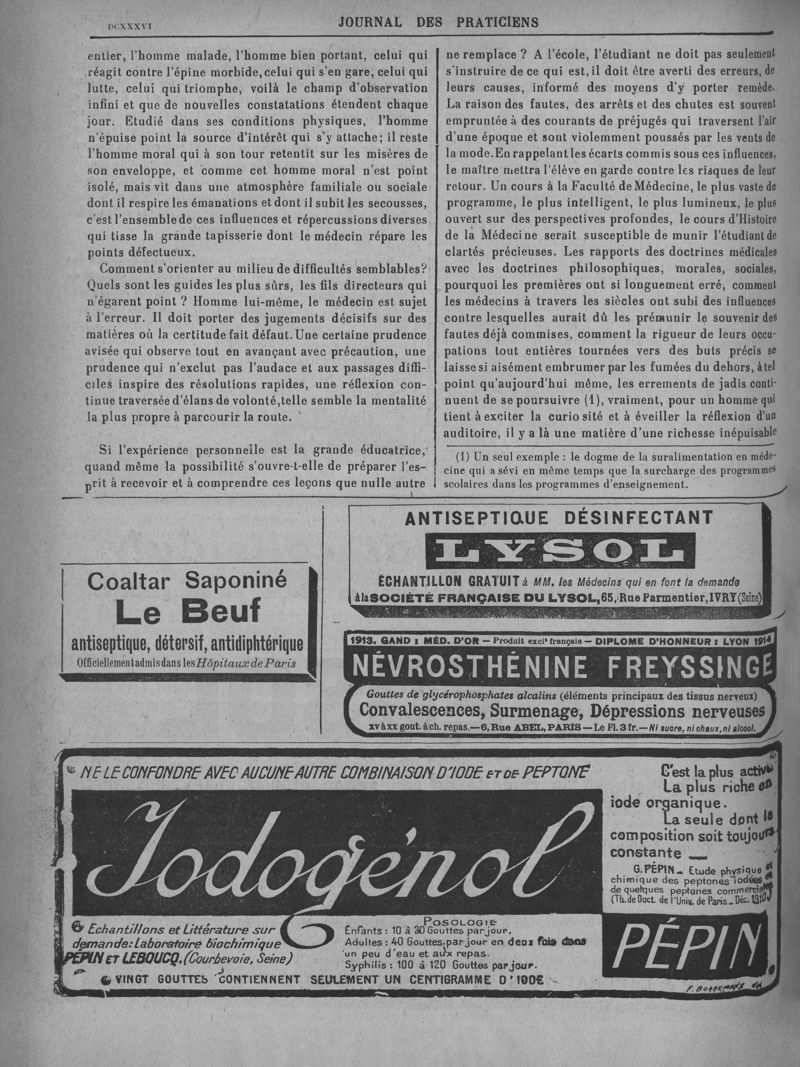 DCXXXVI
JOURNAL DES PRATICIENS
entier, l'homme malade, l'homme bien portant, celui qui
réagit contre l'épine morbide, celui qui s'en gare, celui qui
lutte, celui qui triomphe, voilà le champ d'observation
infini et que de nouvelles constatations étendent chaque
jour. Etudié dans ses conditions physiques, l'homme
n'épuise point la source d'intérêt qui s'y attache; il reste
l'homme moral qui à son tour retentit sur les misères de
son enveloppe, et comme cet homme moral n'est point
isolé, mais vit dans une atmosphère familiale ou sociale
dont il respire les émanations et dont il subit les secousses,
c'est l'ensemble de ces influences et répercussions diverses
qui tisse la grande tapisserie dont le médecin répare les
points défectueux.
Comment s'orienter au milieu de difficultés semblables?
Quels sont les guides les plus sûrs, les fils directeurs qui
n'égarent point ? Homme lui-même, le médecin est sujet
à l'erreur. Il doit porter des jugements décisifs sur des
matières où la certitude fait défaut. Une certaine prudence
avisée qui observe tout en avançant avec précaution, une
prudence qui n'exclut pas l'audace et aux passages diffi-
ciles inspire des résolutions rapides, une réflexion con-
tinue traversée d'élans de volonté, telle semble la mentalité
la plus propre à parcourir la route.
Si l'expérience personnelle est la grande éducatrice,
quand même la possibilité s'ouvre-t-elle de préparer l'es-
prit à recevoir et à comprendre ces leçons que nulle autre
ne remplace ? A l'école, l'étudiant ne doit pas seulement
s'instruire de ce qui est, il doit être averti des erreurs, de
leurs causes, informé des moyens d'y porter remède.
La raison des fautes, des arrêts et des chutes est souvent
empruntée à des courants de préjugés qui traversent l'air
d'une époque et sont violemment poussés par les vents de
la mode. En rappelant les écarts commis sous ces influences,
le maître mettra l'élève en garde contre les risques de leur
retour. Un cours à la Faculté de Médecine, le plus vaste de
programme, le plus intelligent, le plus lumineux, le plus
ouvert sur des perspectives profondes, le cours d'Histoire
de la Médecine serait susceptible de munir l'étudiant de
clartés précieuses. Les rapports des doctrines médicales
avec les doctrines philosophiques, morales, sociales,
pourquoi les premières ont si longuement erré, comment
les médecins à travers les siècles ont subi des influences
contre lesquelles aurait dû les prémunir le souvenir des
fautes déjà commises, comment la rigueur de leurs occu-
pations tout entières tournées vers des buts précis se
laisse si aisément embrumer par les fumées du dehors, à tel
point qu'aujourd'hui même, les errements de jadis conti-
nuent de se poursuivre (1), vraiment, pour un homme qui
tient à exciter la curio sité et à éveiller la réflexion d'un
auditoire, il y a là une matière d'une richesse inépuisable
(1) Un seul exemple : le dogme de la suralimentation en méde-
cine qui a sévi en même temps que la surcharge des programmes
scolaires dans les programmes d'enseignement.
Coaltar Saponiné
Le Beuf
antiseptique, détersif, antidiphtérique
Officiellement admis dans les Hôpitaux de Paris
ANTISEPTIQUE DÉSINFECTANT
LYSOL
ÉCHANTILLON GRATUIT à MM. les Médecins qui en font la demande
à la SOCIÉTÉ FRANÇAISE DU LYSOL, 65, Rue Parmentier, IVRY (Seine)
1913. GAND : MÉD. D'OR — Produit exclt français — DIPLOME D'HONNEUR : LYON 1914
NÉVROSTHÉNINE FREYSSINGE
Gouttes de glycérophosphates alcalins (éléments principaux des tissus nerveux)
Convalescences, Surmenage, Dépressions nerveuses
xv à xx gout. à ch. repas. — 6, Rue ABEL, PARIS — Le Fl. 3 fr. — Ni sucre, ni chaux, ni alcool.
NE LE CONFONDRE AVEC AUCUNE AUTRE COMBINAISON D'IODE ET DE PEPTONE
Iodogénol
C'est la plus active
La plus riche en
iode organique.
La seule dont la
composition soit toujours
constante —
G. PÉPIN — Etude physique et
chimique des peptones iodées et
de quelques peptones commerciales
(Th. de Doct. de l'Univ. de Paris — Déc. 1910)
PÉPIN
Echantillons et Littérature sur
demande: Laboratoire biochimique
PÉPIN ET LEBOUCQ, (Courbevoie, Seine)
POSOLOGIE
Enfants : 10 à 30 Gouttes par jour.
Adultes : 40 Gouttes par jour en deux fois dans
un peu d'eau et aux repas.
Syphilis : 100 à 120 Gouttes par jour.
VINGT GOUTTES CONTIENNENT SEULEMENT UN CENTIGRAMME D'IODE